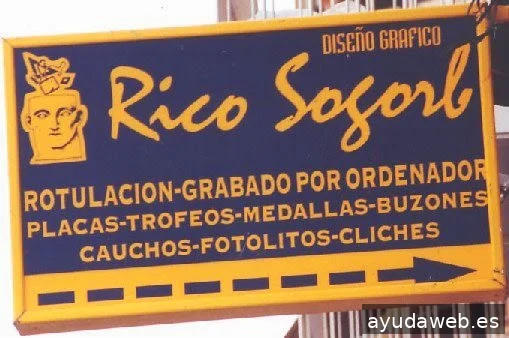 DISEÑO GRAFICO
Rico Sogorb
ROTULACION-GRABADO POR ORDENADOR
PLACAS-TROFEOS-MEDALLAS-BUZONES
CAUCHOS-FOTOLITOS-CLICHES
ayudaweb.es